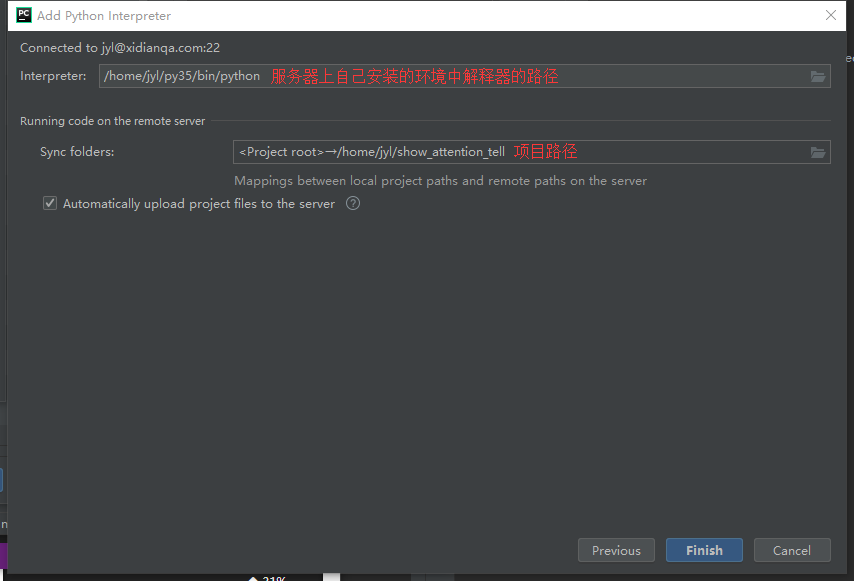 PC Add Python Interpreter
Connected to jyl@xidianqa.com:22
Interpreter: /home/jyl/py35/bin/python 服务器上自己安装的环境中解释器的路径
Running code on the remote server
Sync folders: <Project root>→/home/jyl/show_attention_tell 项目路径
Mappings between local project paths and remote paths on the server
Automatically upload project files to the server ?
Previous Finish Cancel